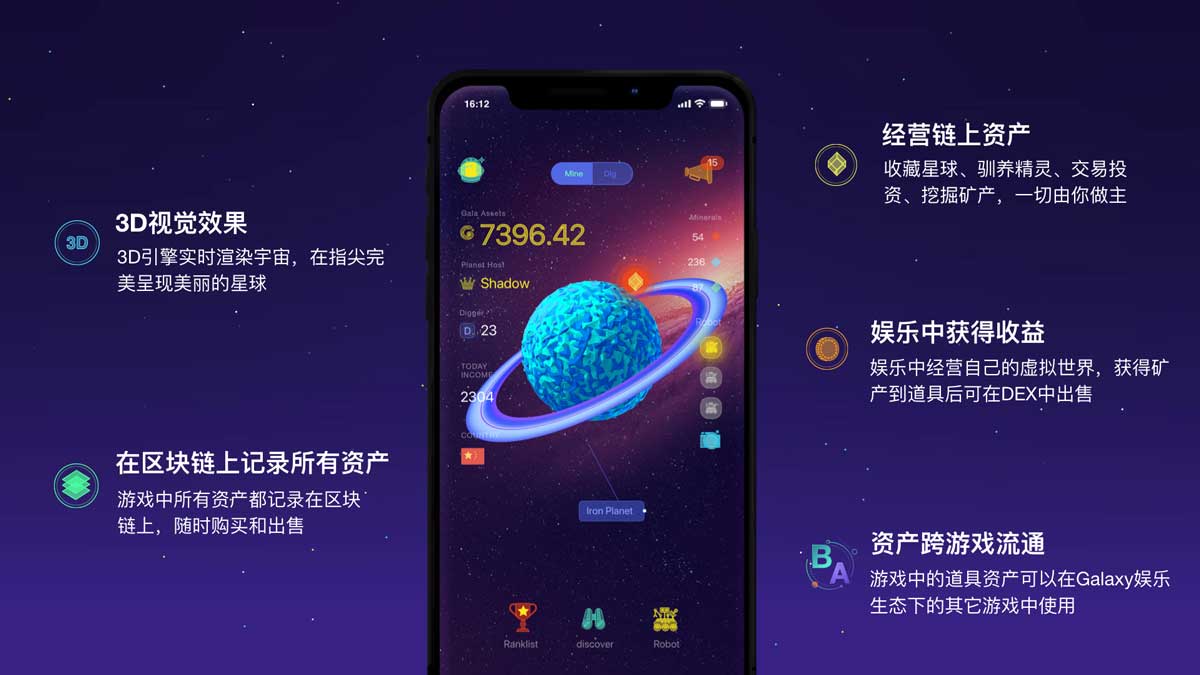 3D
3D视觉效果
3D引擎实时渲染宇宙，在指尖完
美呈现美丽的星球
在区块链上记录所有资产
游戏中所有资产都记录在区块
链上，随时购买和出售
16:12
Mine
Dig
15
Gala Assets
7396.42
Minerals
54
236
87
Planet Host
Shadow
Digger
D.
23
Robot
TODAY
INCOME
2304
COUNTRY
Iron Planet
Ranklist
discover
Robot
经营链上资产
收藏星球、驯养精灵、交易投
资、挖掘矿产，一切由你做主
娱乐中获得收益
娱乐中经营自己的虚拟世界，获得矿
产到道具后可在DEX中出售
B
A
资产跨游戏流通
游戏中的道具资产可以在Galaxy娱乐
生态下的其它游戏中使用